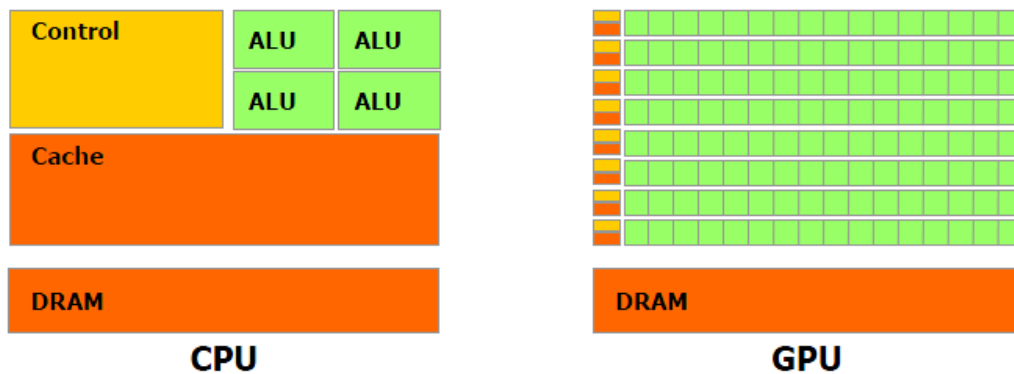 Control
ALU ALU
ALU ALU
Cache
DRAM
CPU
DRAM
GPU